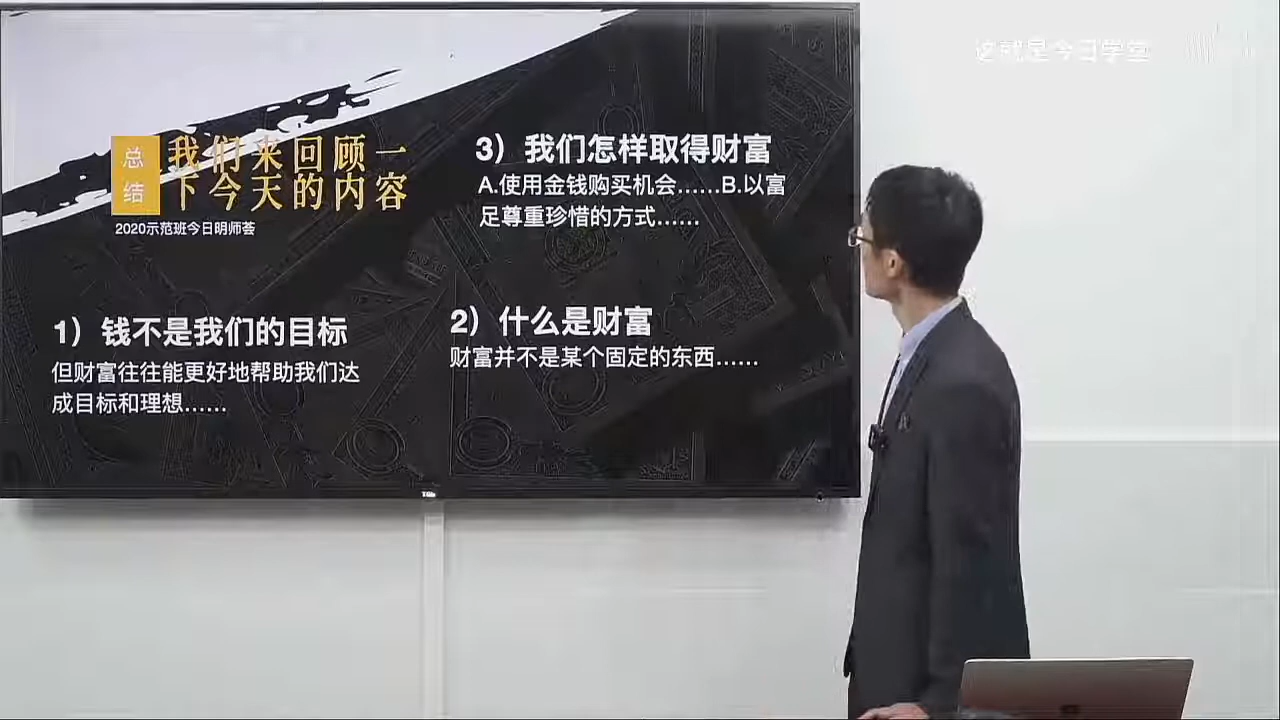 这就是今日学堂
总结
我们来回顾一
下今天的内容
2020示范班今日明师荟
3）我们怎样取得财富
A.使用金钱购买机会……B.以富
足尊重珍惜的方式……
1）钱不是我们的目标
但财富往往能更好地帮助我们达
成目标和理想……
2）什么是财富
财富并不是某个固定的东西……